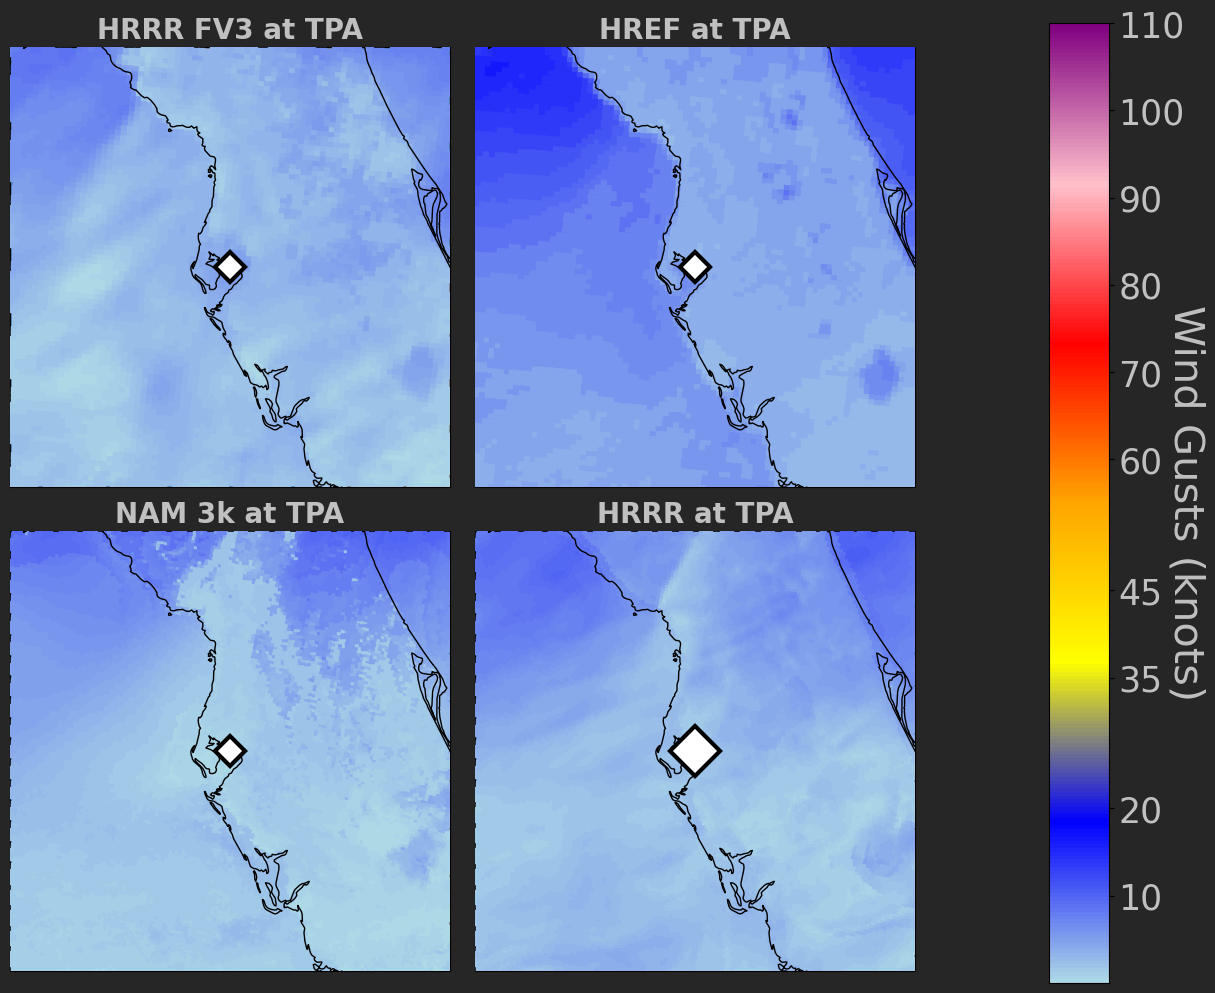 HRRR FV3 at TPA
HREF at TPA
NAM 3k at TPA
HRRR at TPA
110
100
90
80
70
60
45
35
20
10
Wind Gusts (knots)